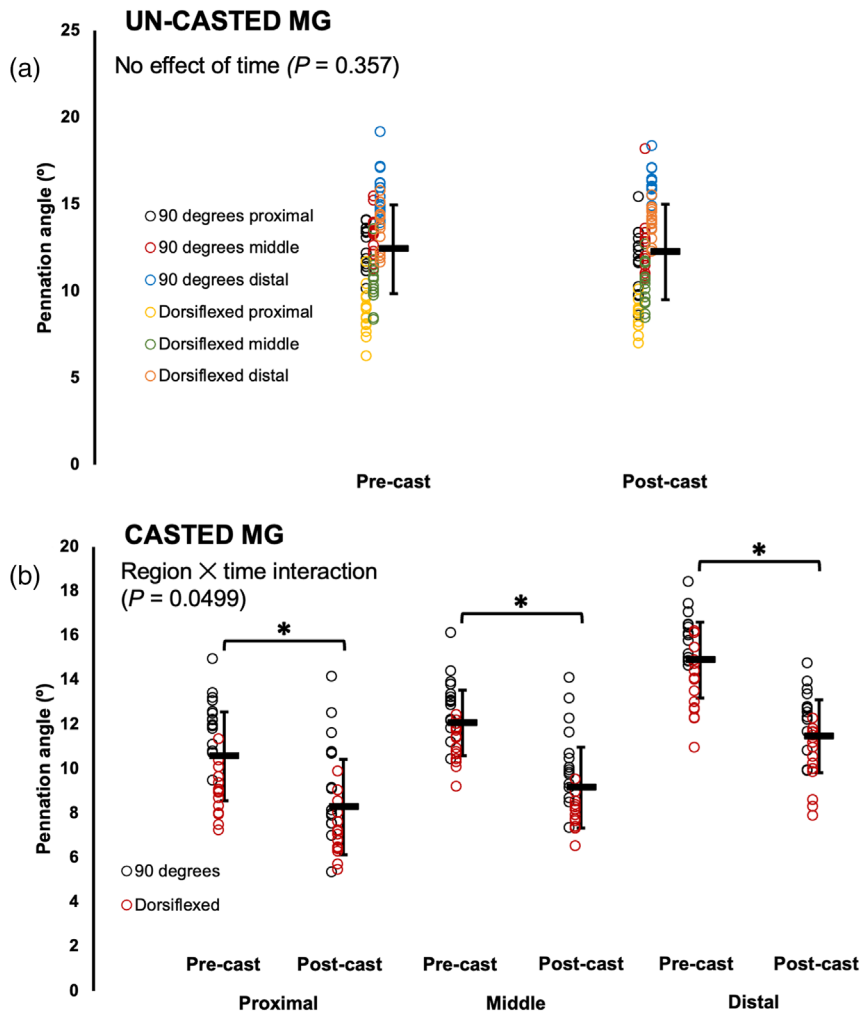 UN-CASTED MG
(a)
No effect of time (P = 0.357)
25
20
15
10
5
0
Pennation angle (º)
90 degrees proximal
90 degrees middle
90 degrees distal
Dorsiflexed proximal
Dorsiflexed middle
Dorsiflexed distal
Pre-cast
Post-cast
CASTED MG
(b)
Region × time interaction
(P = 0.0499)
20
18
16
14
12
10
8
6
4
2
0
Pennation angle (º)
*
*
*
90 degrees
Dorsiflexed
Pre-cast Post-cast Pre-cast Post-cast Pre-cast Post-cast
Proximal Middle Distal